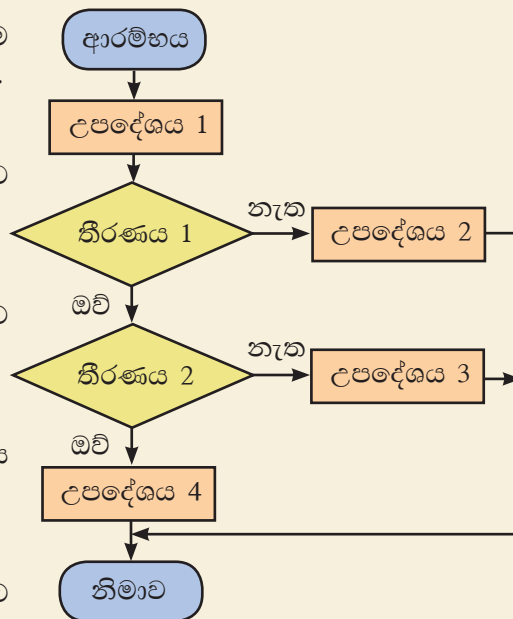 ආරම්භය
උපදේශය 1
තීරණය 1
නැත
උපදේශය 2
ඔව්
තීරණය 2
නැත
උපදේශය 3
ඔව්
උපදේශය 4
නිමාව